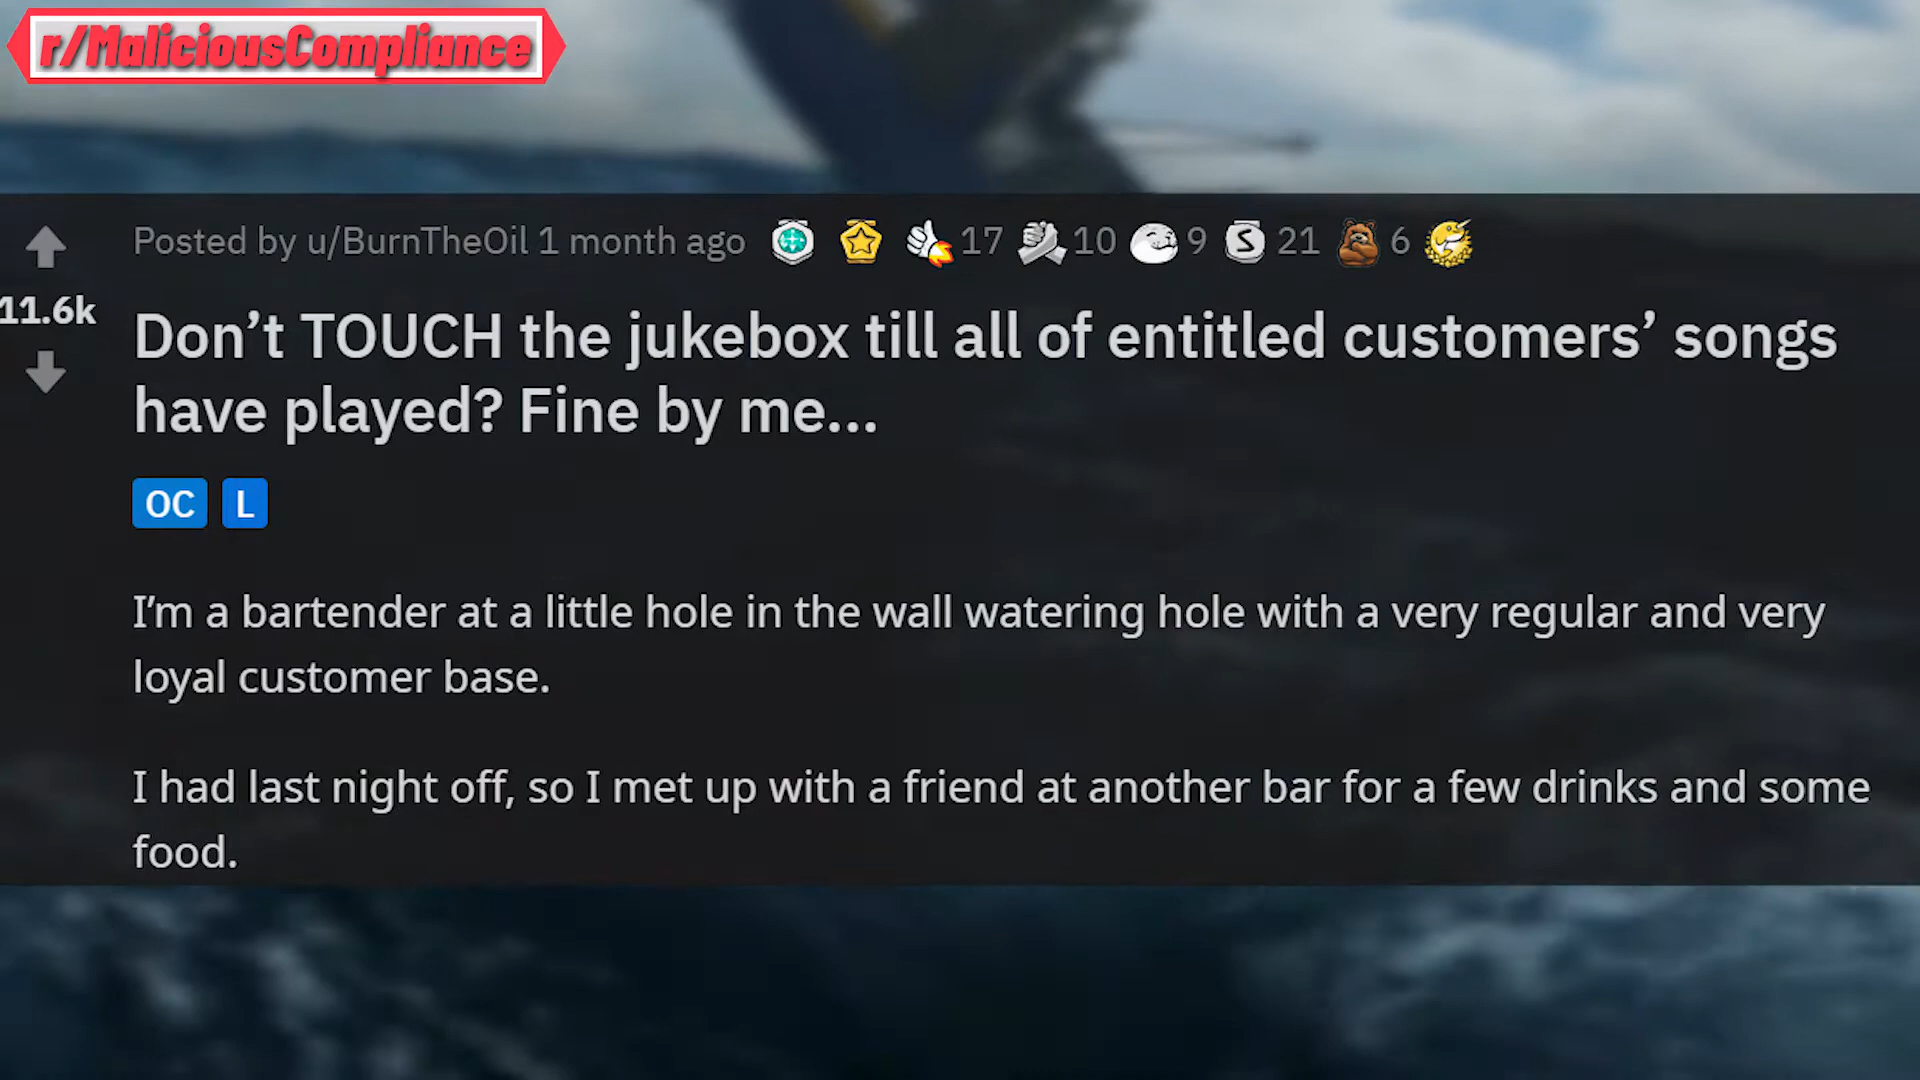 r/MaliciousCompliance
Posted by u/BurnTheOil 1 month ago 17 10 9 S 21 6
11.6k
Don’t TOUCH the jukebox till all of entitled customers’ songs
have played? Fine by me...
OC L
I’m a bartender at a little hole in the wall watering hole with a very regular and very
loyal customer base.
I had last night off, so I met up with a friend at another bar for a few drinks and some
food.